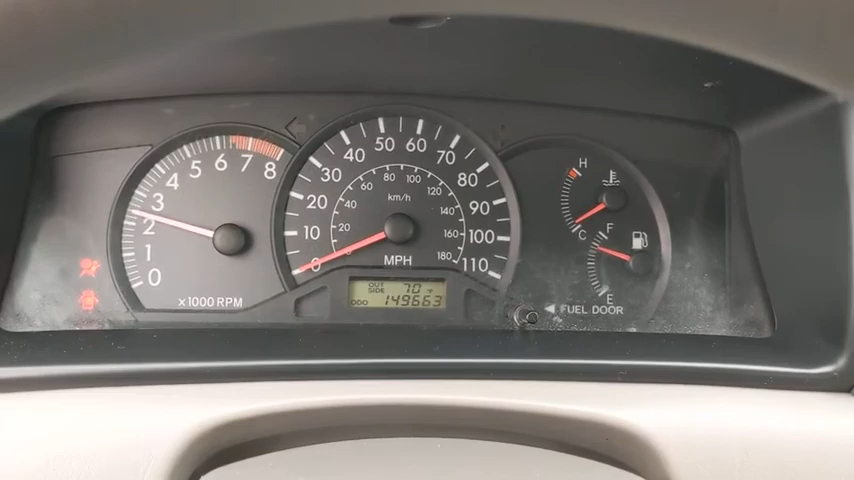 0 1 2 3 4 5 6 7 8
x1000 RPM
0 10 20 30 40 50 60 70 80 90 100 110
20 40 60 80 100 120 140 160 180
km/h
MPH
OUT SIDE 70 °F
ODO 149663
H
C
F
E
FUEL DOOR